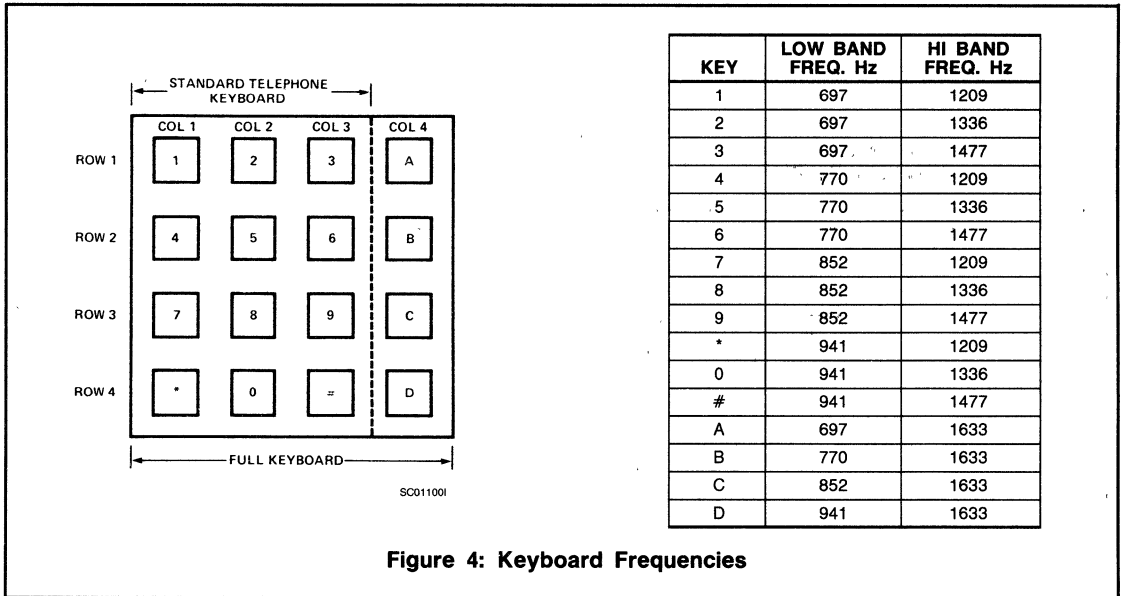 STANDARD TELEPHONE
KEYBOARD
COL 1 COL 2 COL 3 COL 4
ROW 1 1 2 3 A
ROW 2 4 5 6 B
ROW 3 7 8 9 C
ROW 4 * 0 = D
FULL KEYBOARD
SC01100I
KEY LOW BAND FREQ. Hz HI BAND FREQ. Hz
1 697 1209
2 697 1336
3 697 1477
4 770 1209
5 770 1336
6 770 1477
7 852 1209
8 852 1336
9 852 1477
* 941 1209
0 941 1336
# 941 1477
A 697 1633
B 770 1633
C 852 1633
D 941 1633
Figure 4: Keyboard Frequencies